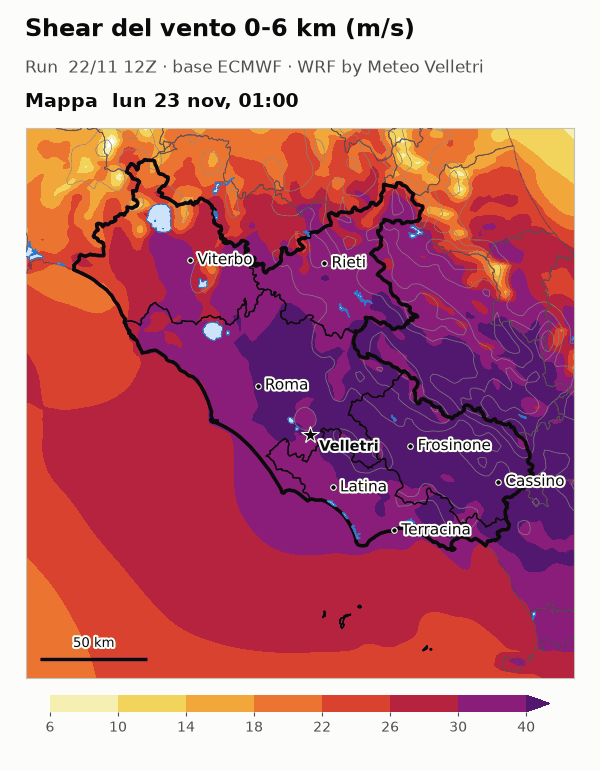 Shear del vento 0-6 km (m/s)
Run  22/11 12Z · base ECMWF · WRF by Meteo Velletri
Mappa  lun 23 nov, 01:00
Viterbo
Rieti
Roma
Velletri
Frosinone
Cassino
Latina
Terracina
50 km
6 10 14 18 22 26 30 40